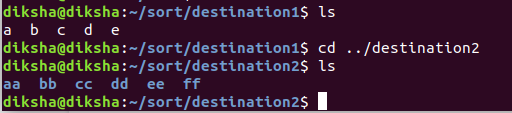 diksha@diksha:~/sort/destination1$ ls
a  b  c  d  e
diksha@diksha:~/sort/destination1$ cd ../destination2
diksha@diksha:~/sort/destination2$ ls
aa  bb  cc  dd  ee  ff
diksha@diksha:~/sort/destination2$